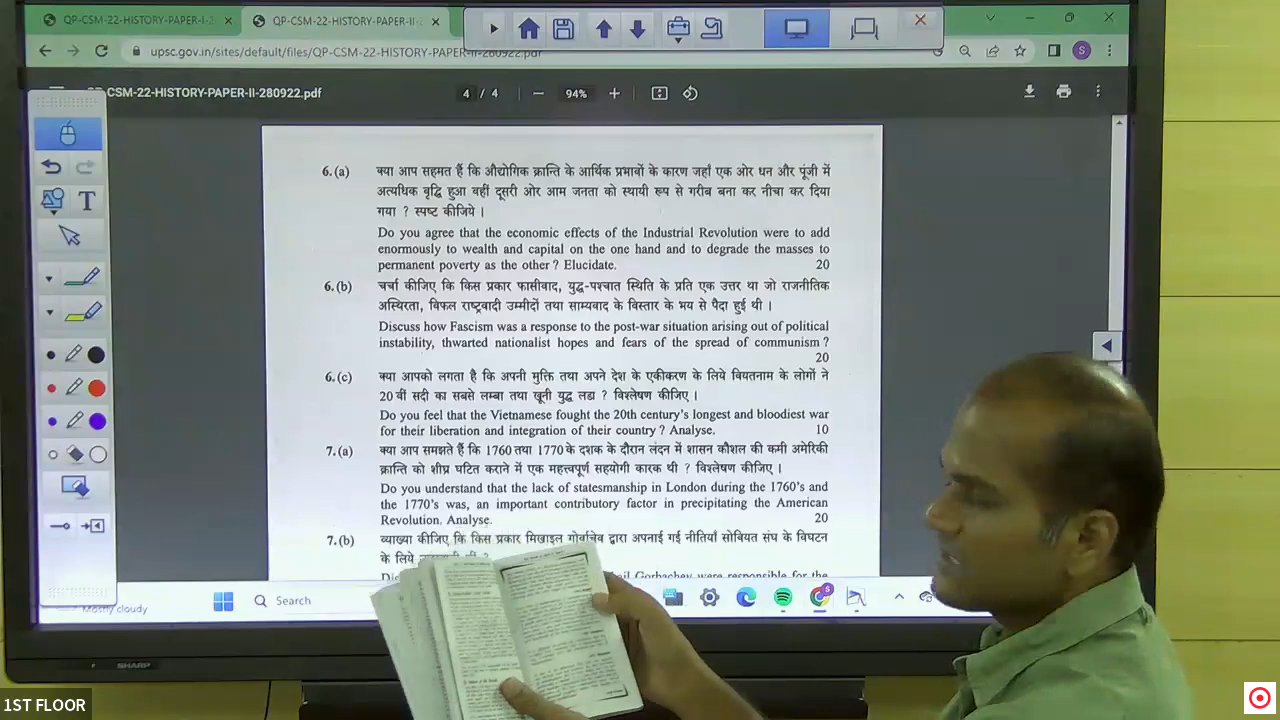 QP-CSM-22-HISTORY-PAPER-I-2
QP-CSM-22-HISTORY-PAPER-II-2
upsc.gov.in/sites/default/files/QP-CSM-22-HISTORY-PAPER-II-280922.pdf
S
CSM-22-HISTORY-PAPER-II-280922.pdf
4 / 4
94%
T
6.(a) क्या आप सहमत हैं कि औद्योगिक क्रान्ति के आर्थिक प्रभावों के कारण जहाँ एक ओर धन और पूंजी में
अत्यधिक वृद्धि हुआ वहीं दूसरी ओर आम जनता को स्थायी रूप से गरीब बना कर नीचा कर दिया
गया ? स्पष्ट कीजिये ।
Do you agree that the economic effects of the Industrial Revolution were to add
enormously to wealth and capital on the one hand and to degrade the masses to
permanent poverty as the other ? Elucidate. 20
6.(b) चर्चा कीजिए कि किस प्रकार फासीवाद, युद्ध-पश्चात स्थिति के प्रति एक उत्तर था जो राजनीतिक
अस्थिरता, विफल राष्ट्रवादी उम्मीदों तथा साम्यवाद के विस्तार के भय से पैदा हुई थी ।
Discuss how Fascism was a response to the post-war situation arising out of political
instability, thwarted nationalist hopes and fears of the spread of communism ?
20
6.(c) क्या आपको लगता है कि अपनी मुक्ति तथा अपने देश के एकीकरण के लिये वियतनाम के लोगों ने
20 वीं सदी का सबसे लम्बा तथा खूनी युद्ध लडा ? विश्लेषण कीजिए ।
Do you feel that the Vietnamese fought the 20th century's longest and bloodiest war
for their liberation and integration of their country ? Analyse. 10
7.(a) क्या आप समझते हैं कि 1760 तथा 1770 के दशक के दौरान लंदन में शासन कौशल की कमी अमेरिकी
क्रान्ति को शीघ्र घटित कराने में एक महत्त्वपूर्ण सहयोगी कारक थी ? विश्लेषण कीजिए ।
Do you understand that the lack of statesmanship in London during the 1760's and
the 1770's was, an important contributory factor in precipitating the American
Revolution. Analyse. 20
7.(b) व्याख्या कीजिए कि किस प्रकार मिखाइल गोर्बाचेव द्वारा अपनाई गई नीतियाँ सोबियत संघ के विघटन
के लिये
Gorbachev were responsible for the
Mostly cloudy
Search
SHARP
1ST FLOOR